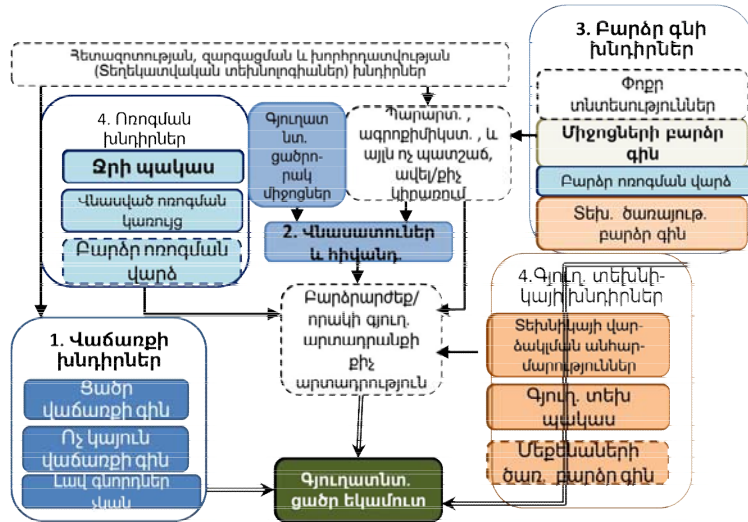 Հետազոտության, զարգացման և խորհրդատվության
(Տեղեկատվական տեխնոլոգիաներ) խնդիրներ
3. Բարձր գնի
խնդիրներ
Փոքր
տնտեսություններ
Միջոցների բարձր
գին
Բարձր ոռոգման վարձ
Տեխ. ծառայութ.
բարձր գին
4. Ոռոգման
խնդիրներ
Ջրի պակաս
Վնասված ոռոգման
կառույց
Բարձր ոռոգման
վարձ
Գյուղատ
նտ.
ցածրո-
րակ
միջոցներ
Պարարտ. ,
ագրոքիմիկստ. , և
այլն ոչ պատշաճ,
ավել/քիչ
կիրառում
2. Վնասատուներ
և հիվանդ.
Բարձրարժեք/
որակի գյուղ.
արտադրանքի
քիչ
արտադրություն
4.Գյուղ. տեխնի-
կայի խնդիրներ
Տեխնիկայի վար-
ձակլման անհար-
մարություններ
Գյուղ. տեխ
պակաս
Մեքենաների
ծառ. բարձր գին
1. Վաճառքի
խնդիրներ
Ցածր
վաճառքի գին
Ոչ կայուն
վաճառքի գին
Լավ գնորդներ
չկան
Գյուղատնտ.
ցածր եկամուտ